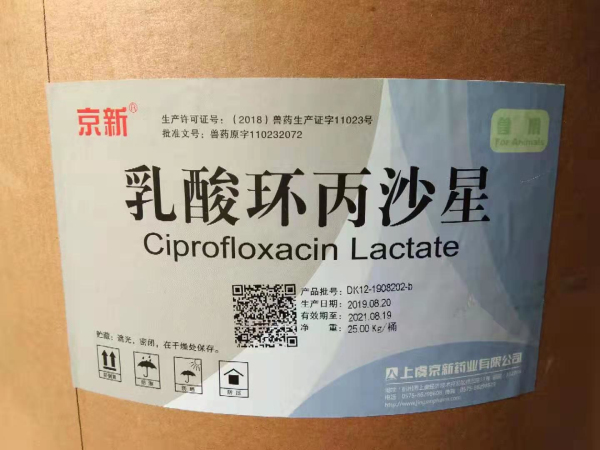 京新®
生产许可证号：（2018）兽药生产证字11023号
批准文号：兽药原字110232072
兽用
For Animals
乳酸环丙沙星
Ciprofloxacin Lactate
产品批号：DK12-1908202-b
生产日期：2019.08.20
有效期至：2021.08.19
净 重：25.00 Kg/桶
贮藏：遮光，密闭，在干燥处保存。
上虞京新药业有限公司